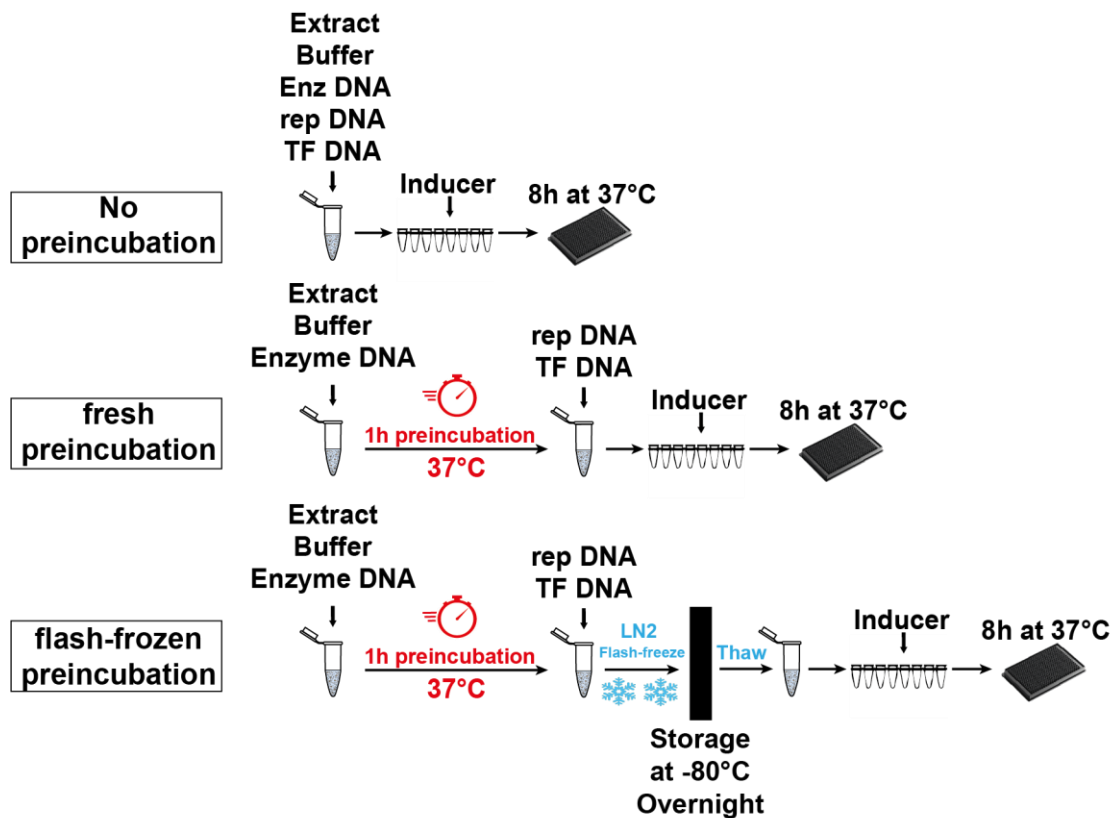 Extract
Buffer
Enz DNA
rep DNA
TF DNA
No
preincubation
Inducer
8h at 37°C
Extract
Buffer
Enzyme DNA
fresh
preincubation
1h preincubation
37°C
rep DNA
TF DNA
Inducer
8h at 37°C
Extract
Buffer
Enzyme DNA
flash-frozen
preincubation
1h preincubation
37°C
rep DNA
TF DNA
LN2
Flash-freeze
Storage
at -80°C
Overnight
Thaw
Inducer
8h at 37°C